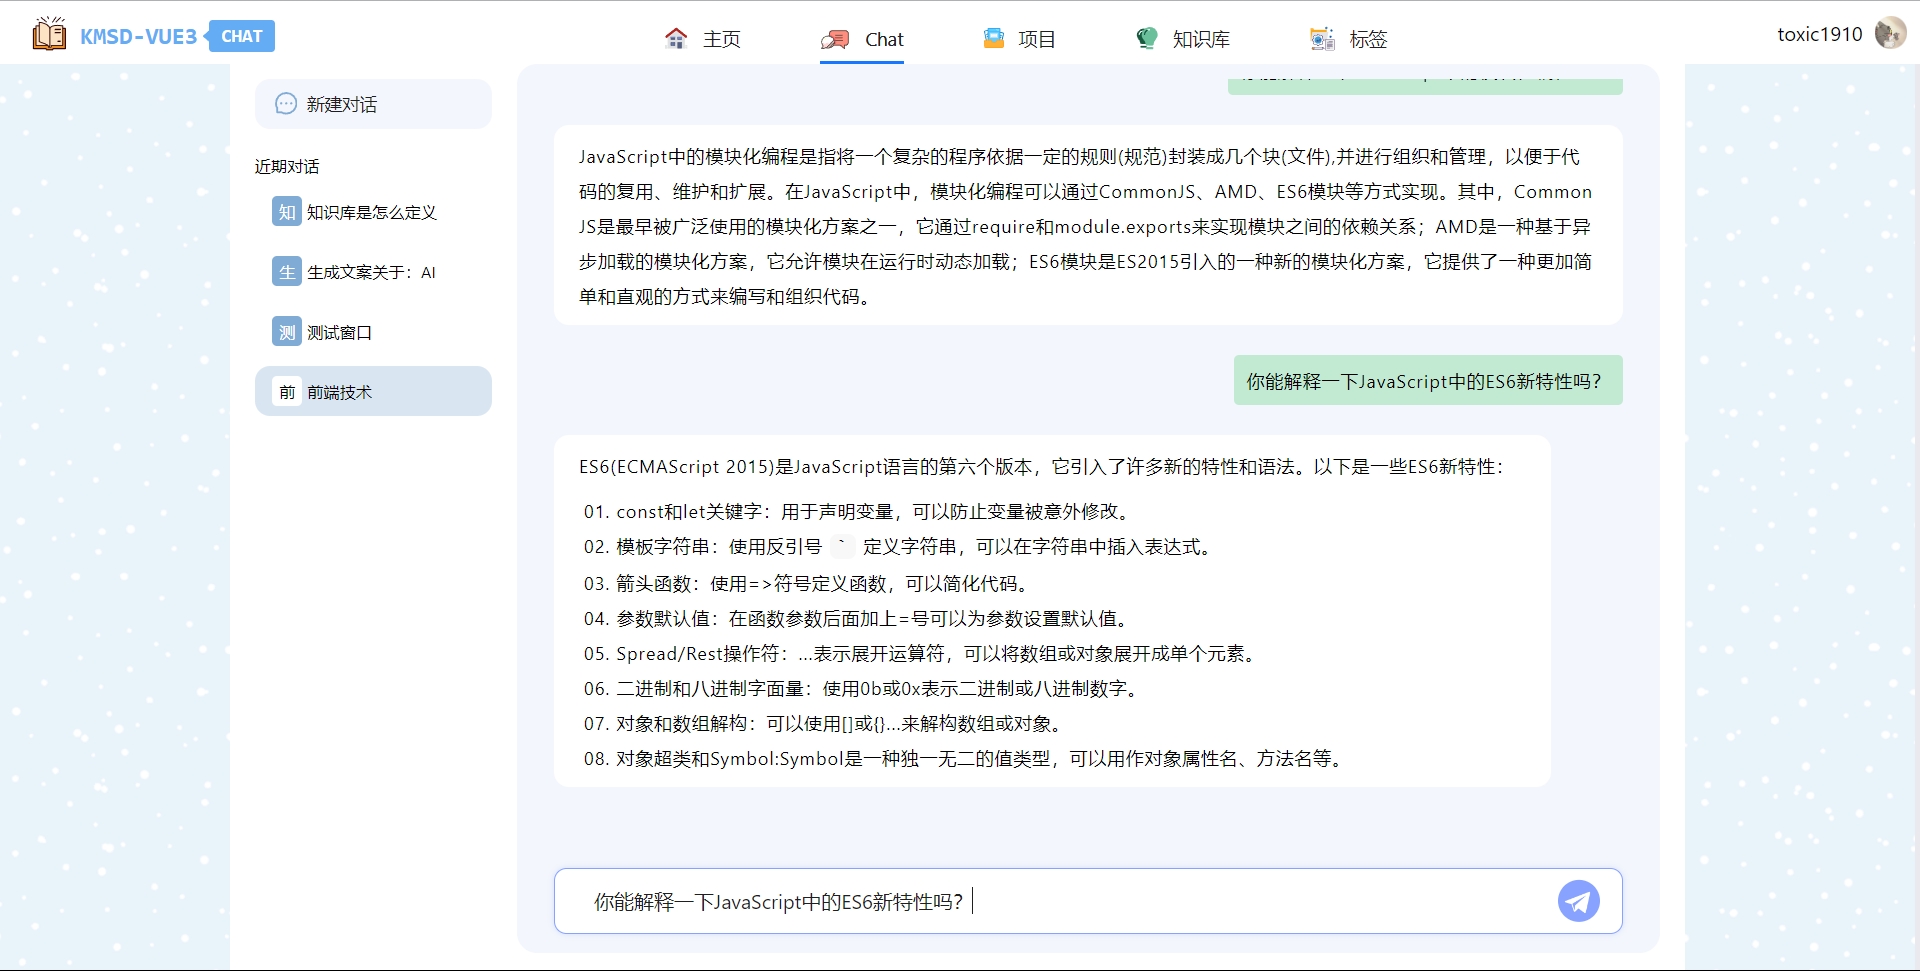 KMSD-VUE3 CHAT
主页
Chat
项目
知识库
标签
toxic1910
新建对话
近期对话
知 知识库是怎么定义
生 生成文案关于：AI
测 测试窗口
前 前端技术
JavaScript中的模块化编程是指将一个复杂的程序依据一定的规则(规范)封装成几个块(文件),并进行组织和管理，以便于代
码的复用、维护和扩展。在JavaScript中，模块化编程可以通过CommonJS、AMD、ES6模块等方式实现。其中，Common
JS是最早被广泛使用的模块化方案之一，它通过require和module.exports来实现模块之间的依赖关系；AMD是一种基于异
步加载的模块化方案，它允许模块在运行时动态加载；ES6模块是ES2015引入的一种新的模块化方案，它提供了一种更加简
单和直观的方式来编写和组织代码。
你能解释一下JavaScript中的ES6新特性吗？
ES6(ECMAScript 2015)是JavaScript语言的第六个版本，它引入了许多新的特性和语法。以下是一些ES6新特性：
01. const和let关键字：用于声明变量，可以防止变量被意外修改。
02. 模板字符串：使用反引号 ` 定义字符串，可以在字符串中插入表达式。
03. 箭头函数：使用=>符号定义函数，可以简化代码。
04. 参数默认值：在函数参数后面加上=号可以为参数设置默认值。
05. Spread/Rest操作符：...表示展开运算符，可以将数组或对象展开成单个元素。
06. 二进制和八进制字面量：使用0b或0x表示二进制或八进制数字。
07. 对象和数组解构：可以使用[]或{}...来解构数组或对象。
08. 对象超类和Symbol:Symbol是一种独一无二的值类型，可以用作对象属性名、方法名等。
你能解释一下JavaScript中的ES6新特性吗？